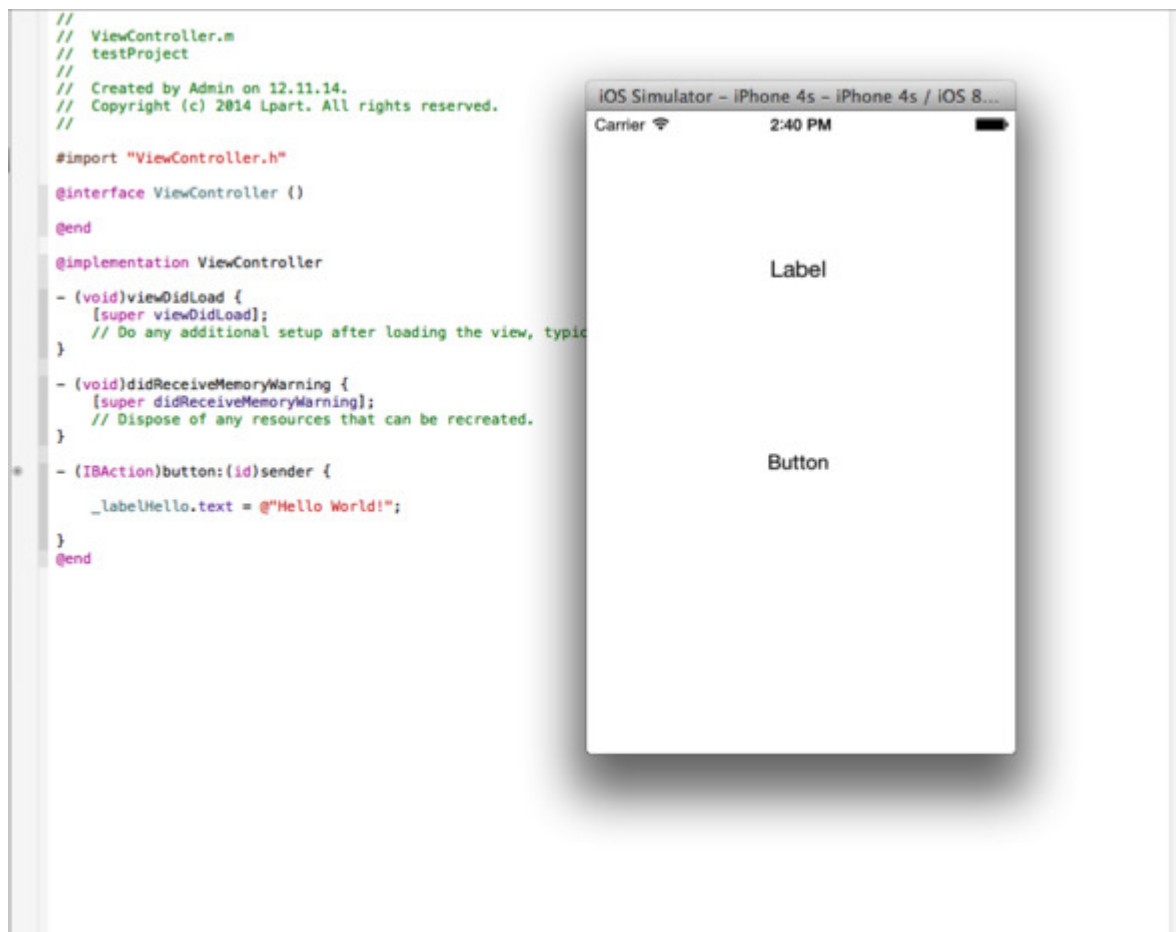 //
//  ViewController.m
//  testProject
//
//  Created by Admin on 12.11.14.
//  Copyright (c) 2014 Lpart. All rights reserved.
//
#import "ViewController.h"
@interface ViewController ()
@end
@implementation ViewController
- (void)viewDidLoad {
    [super viewDidLoad];
    // Do any additional setup after loading the view, typic
}
- (void)didReceiveMemoryWarning {
    [super didReceiveMemoryWarning];
    // Dispose of any resources that can be recreated.
}
- (IBAction)button:(id)sender {
    _labelHello.text = @"Hello World!";
}
@end
iOS Simulator – iPhone 4s – iPhone 4s / iOS 8...
Carrier 2:40 PM
Label
Button